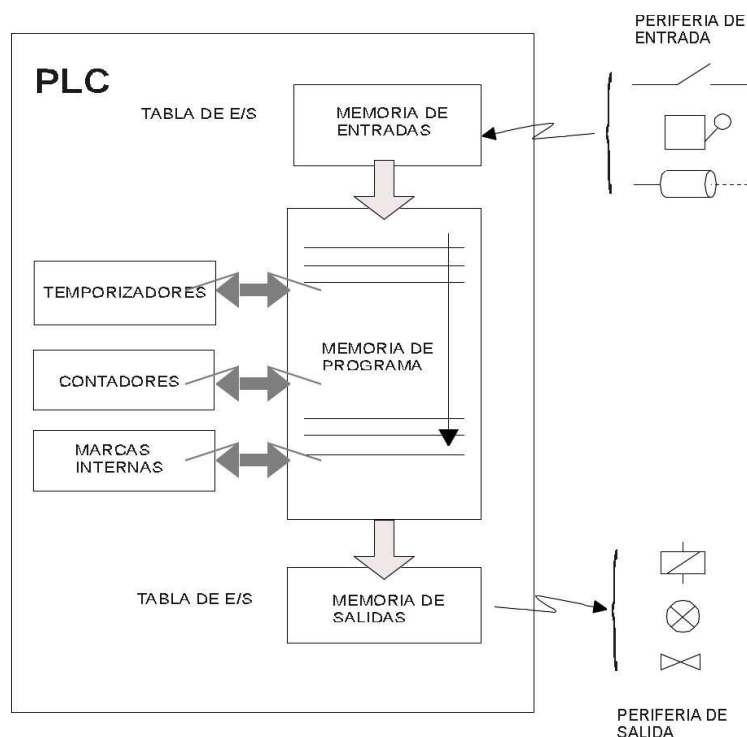 PERIFERIA DE
ENTRADA
PLC
TABLA DE E/S
MEMORIA DE
ENTRADAS
TEMPORIZADORES
MEMORIA DE
PROGRAMA
CONTADORES
MARCAS
INTERNAS
TABLA DE E/S
MEMORIA DE
SALIDAS
PERIFERIA DE
SALIDA